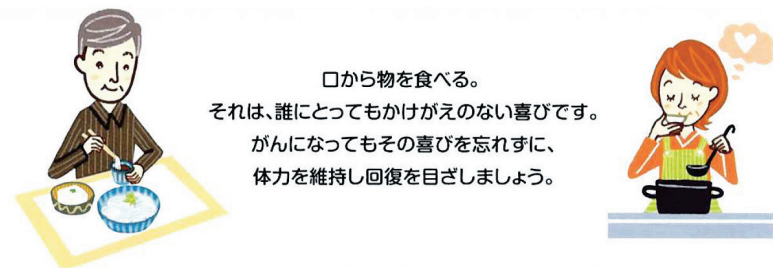 口から物を食べる。
それは、誰にとってもかけがえのない喜びです。
がんになってもその喜びを忘れずに、
体力を維持し回復を目ざしましょう。